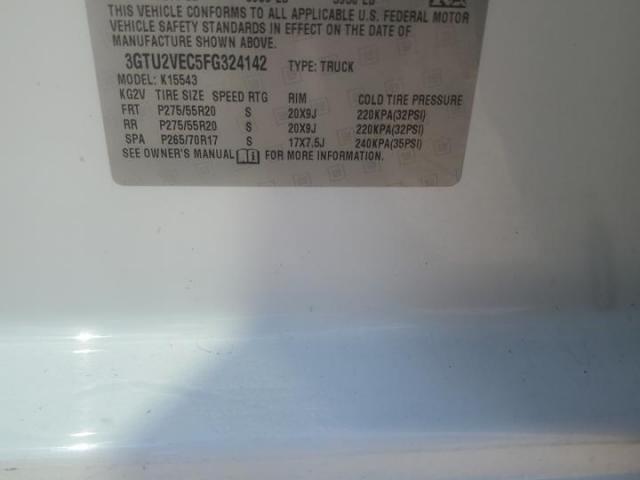 THIS VEHICLE CONFORMS TO ALL APPLICABLE U.S. FEDERAL MOTOR
VEHICLE SAFETY STANDARDS IN EFFECT ON THE DATE OF
MANUFACTURE SHOWN ABOVE.
3GTU2VEC5FG324142 TYPE: TRUCK
MODEL: K15543
KG2V TIRE SIZE SPEED RTG RIM COLD TIRE PRESSURE
FRT P275/55R20 S 20X9J 220KPA(32PSI)
RR P275/55R20 S 20X9J 220KPA(32PSI)
SPA P265/70R17 S 17X7.5J 240KPA(35PSI)
SEE OWNER'S MANUAL FOR MORE INFORMATION.